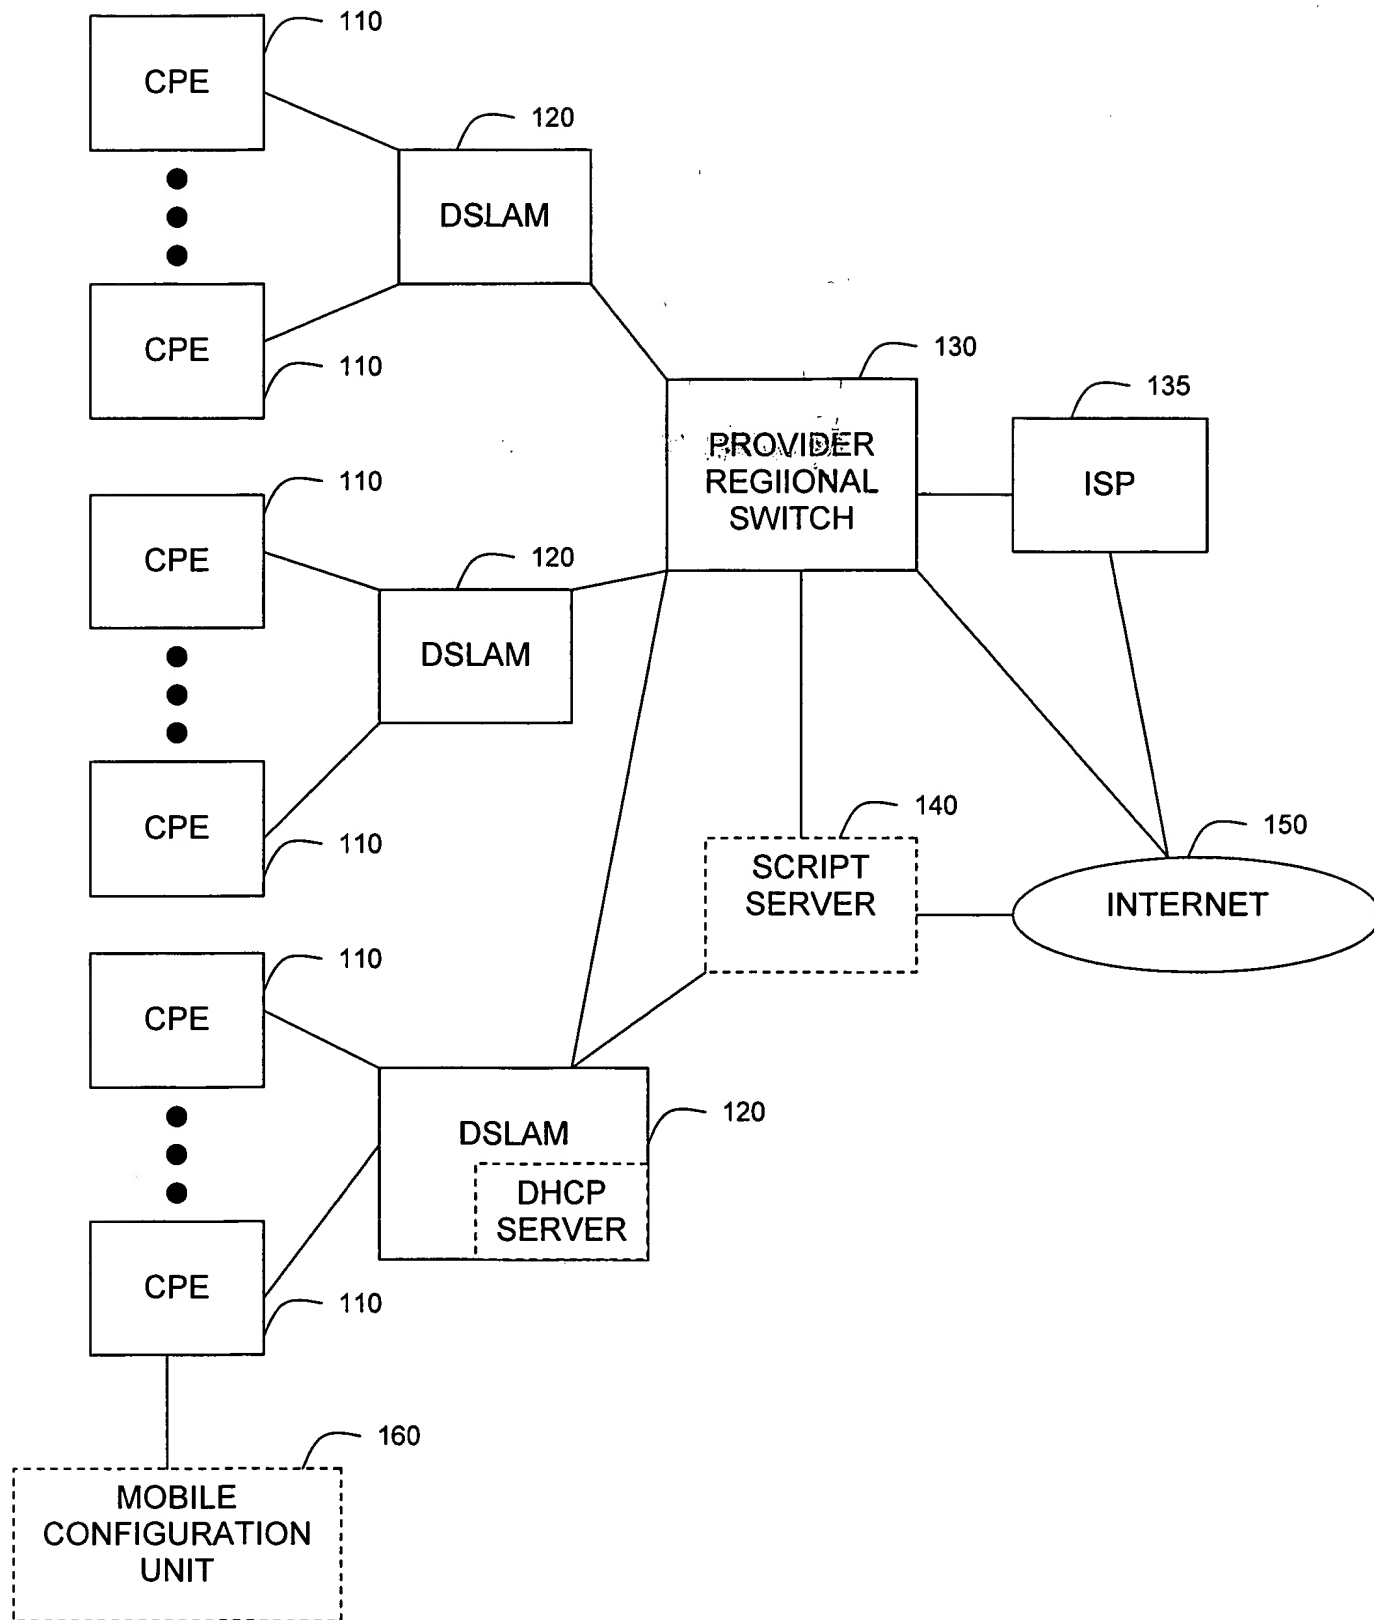 110
CPE
120
DSLAM
CPE
110
130
135
PROVIDER
REGIIONAL
SWITCH
ISP
110
CPE
120
DSLAM
CPE
110
140
SCRIPT
SERVER
150
INTERNET
110
CPE
120
DSLAM
DHCP
SERVER
CPE
110
160
MOBILE
CONFIGURATION
UNIT